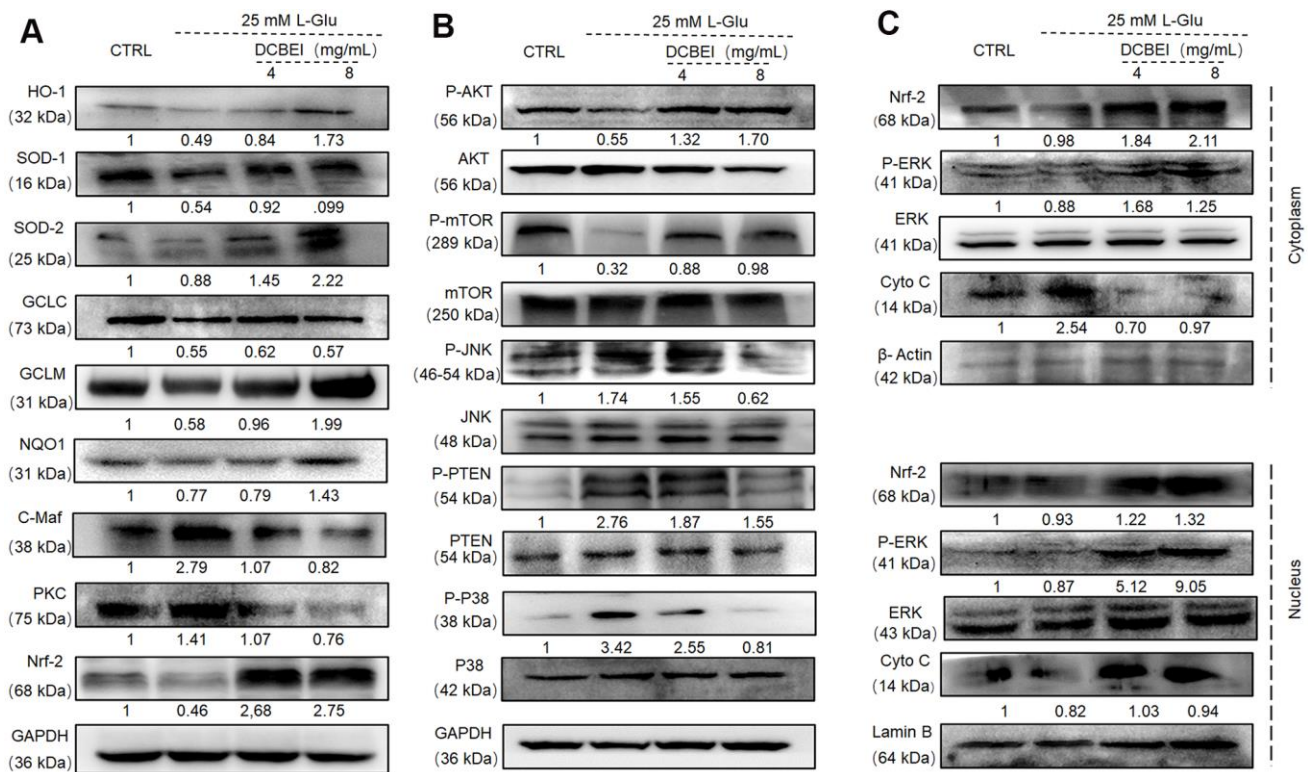 A
25 mM L-Glu
CTRL
DCBEI (mg/mL)
4 8
HO-1
(32 kDa)
1 0.49 0.84 1.73
SOD-1
(16 kDa)
1 0.54 0.92 .099
SOD-2
(25 kDa)
1 0.88 1.45 2.22
GCLC
(73 kDa)
1 0.55 0.62 0.57
GCLM
(31 kDa)
1 0.58 0.96 1.99
NQO1
(31 kDa)
1 0.77 0.79 1.43
C-Maf
(38 kDa)
1 2.79 1.07 0.82
PKC
(75 kDa)
1 1.41 1.07 0.76
Nrf-2
(68 kDa)
1 0.46 2,68 2.75
GAPDH
(36 kDa)
B
25 mM L-Glu
CTRL
DCBEI (mg/mL)
4 8
P-AKT
(56 kDa)
1 0.55 1.32 1.70
AKT
(56 kDa)
P-mTOR
(289 kDa)
1 0.32 0.88 0.98
mTOR
(250 kDa)
P-JNK
(46-54 kDa)
1 1.74 1.55 0.62
JNK
(48 kDa)
P-PTEN
(54 kDa)
1 2.76 1.87 1.55
PTEN
(54 kDa)
P-P38
(38 kDa)
1 3.42 2.55 0.81
P38
(42 kDa)
GAPDH
(36 kDa)
C
25 mM L-Glu
CTRL
DCBEI (mg/mL)
4 8
Nrf-2
(68 kDa)
1 0.98 1.84 2.11
P-ERK
(41 kDa)
1 0.88 1.68 1.25
ERK
(41 kDa)
Cyto C
(14 kDa)
1 2.54 0.70 0.97
β- Actin
(42 kDa)
Cytoplasm
Nrf-2
(68 kDa)
1 0.93 1.22 1.32
P-ERK
(41 kDa)
1 0.87 5.12 9.05
ERK
(43 kDa)
Cyto C
(14 kDa)
1 0.82 1.03 0.94
Lamin B
(64 kDa)
Nucleus